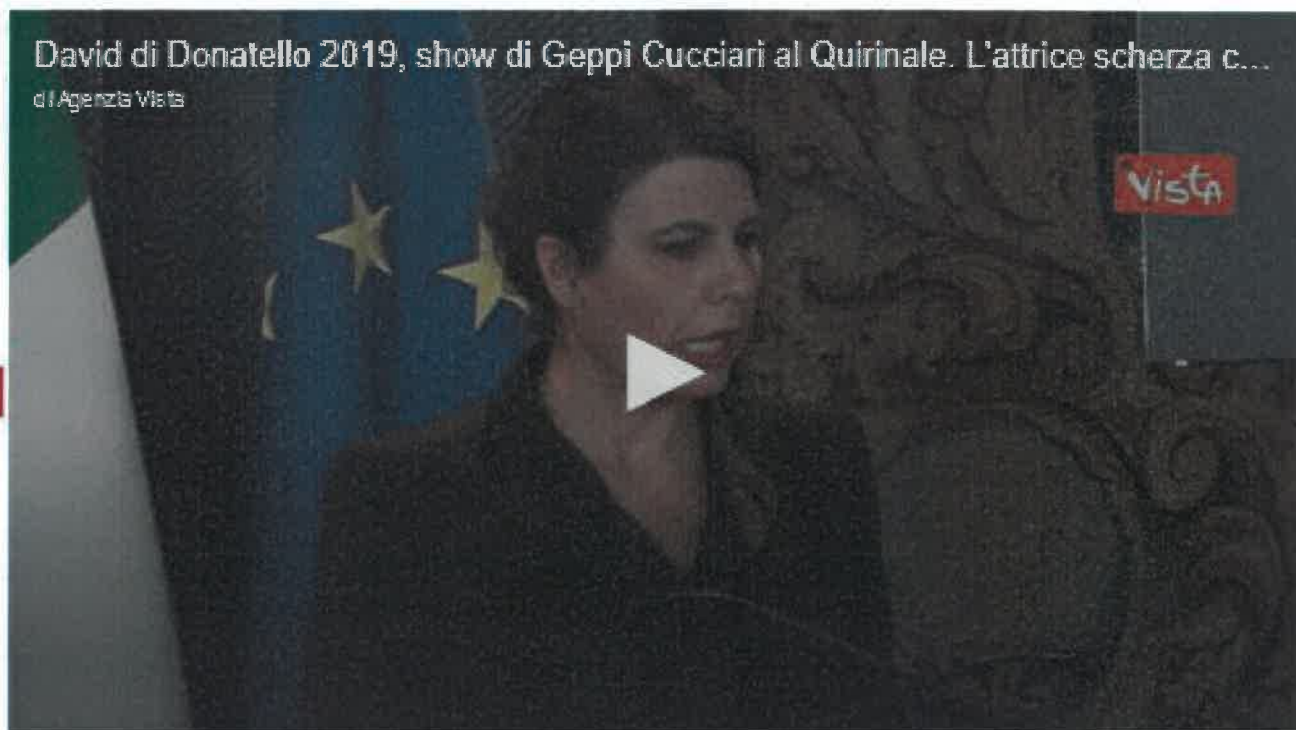 David di Donatello 2019, show di Geppi Cucciari al Quirinale. L'attrice scherza c...
di Agenzia Vista
VistA